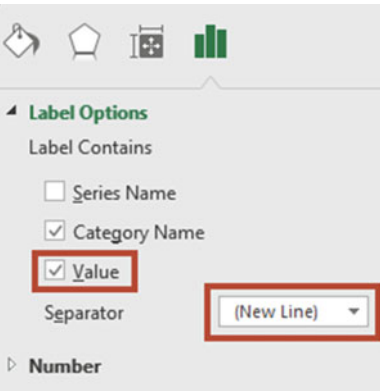 Label Options
Label Contains
Series Name
Category Name
Value
Separator (New Line)
Number